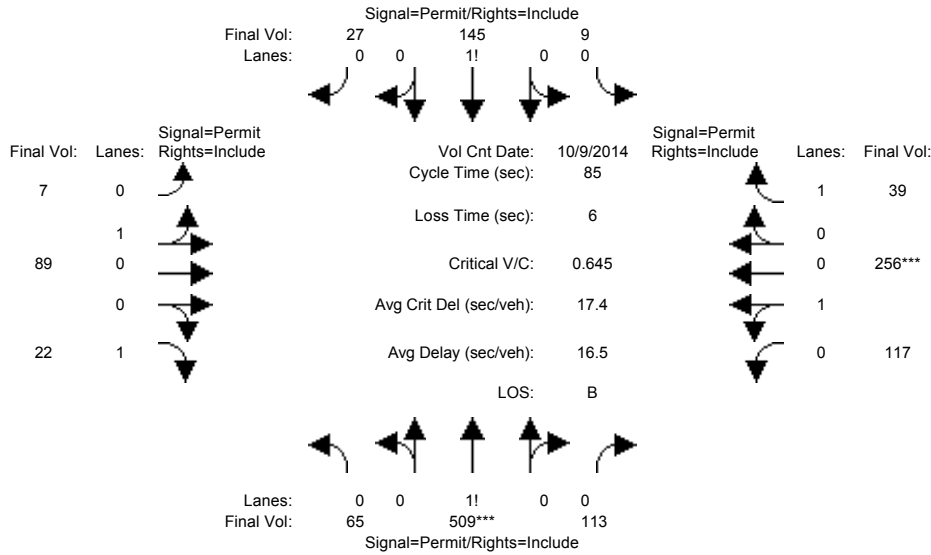 Signal=Permit/Rights=Include
Final Vol: 27 145 9
Lanes: 0 0 1! 0 0
Signal=Permit Signal=Permit
Final Vol: Lanes: Rights=Include Vol Cnt Date: 10/9/2014 Rights=Include Lanes: Final Vol:
Cycle Time (sec): 85
7 0 1 39
Loss Time (sec): 6
1 0
89 0 Critical V/C: 0.645 0 256***
0 Avg Crit Del (sec/veh): 17.4 1
22 1 Avg Delay (sec/veh): 16.5 0 117
LOS: B
Lanes: 0 0 1! 0 0
Final Vol: 65 509*** 113
Signal=Permit/Rights=Include